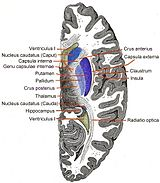 Ventriculus I
Nucleus caudatus (Caput)
Capsula interna
Genu capsulae internae
Putamen
Pallidum
Crus posterius
Thalamus
Nucleus caudatus (Cauda)
Hippocampus
Ventriculus I
Crus anterius
Capsula externa
Claustrum
Insula
Radiatio optica